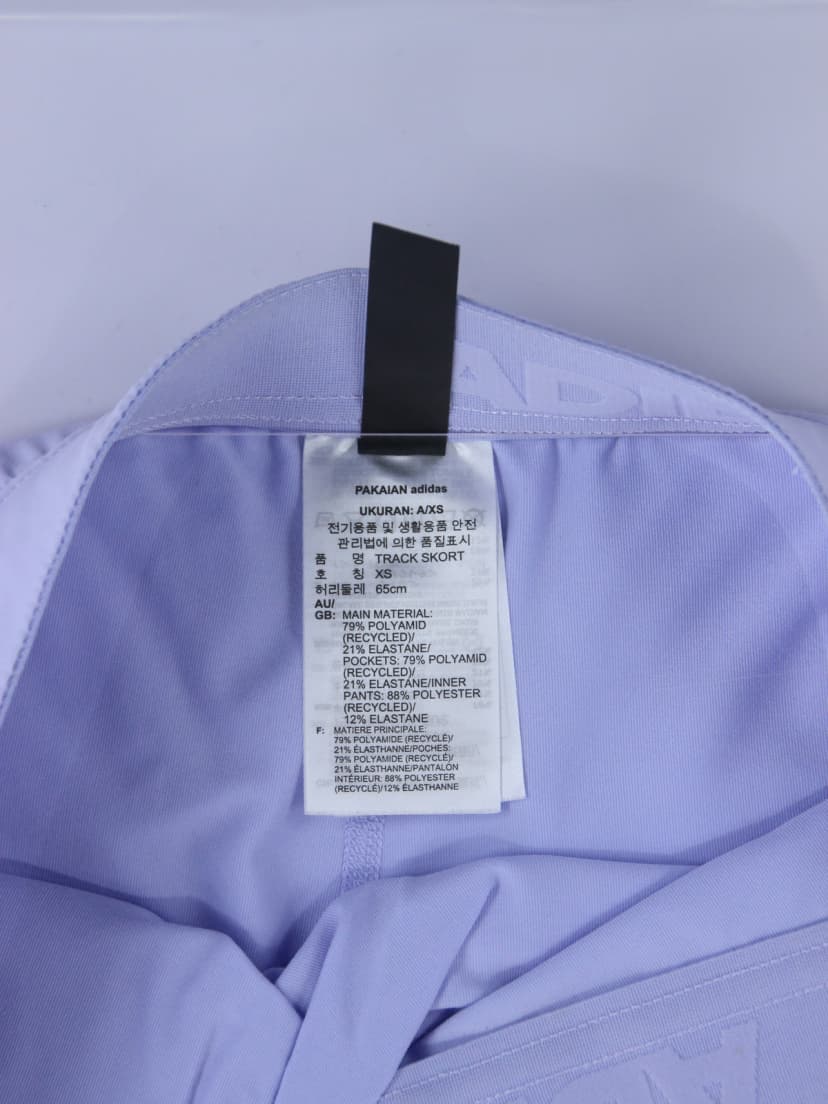 ADI
PAKAIAN adidas
UKURAN: A/XS
전기용품 및 생활용품 안전
관리법에 의한 품질표시
품 명 TRACK SKORT
호 칭 XS
허리둘레 65cm
AU/
GB: MAIN MATERIAL:
79% POLYAMID
(RECYCLED)/
21% ELASTANE/
POCKETS: 79% POLYAMID
(RECYCLED)/
21% ELASTANE/INNER
PANTS: 88% POLYESTER
(RECYCLED)/
12% ELASTANE
F: MATIERE PRINCIPALE:
79% POLYAMIDE (RECYCLÉ)/
21% ÉLASTHANNE/POCHES:
79% POLYAMIDE (RECYCLÉ)/
21% ÉLASTHANNE/PANTALON
INTÉRIEUR: 88% POLYESTER
(RECYCLÉ)/12% ÉLASTHANNE